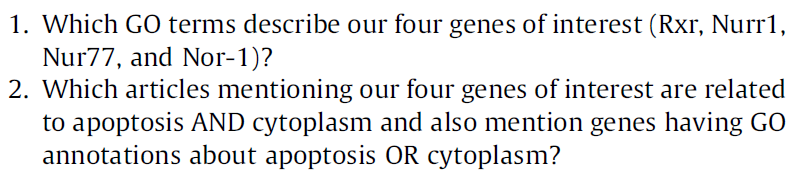 1. Which GO terms describe our four genes of interest (Rxr, Nurr1,
Nur77, and Nor-1)?
2. Which articles mentioning our four genes of interest are related
to apoptosis AND cytoplasm and also mention genes having GO
annotations about apoptosis OR cytoplasm?